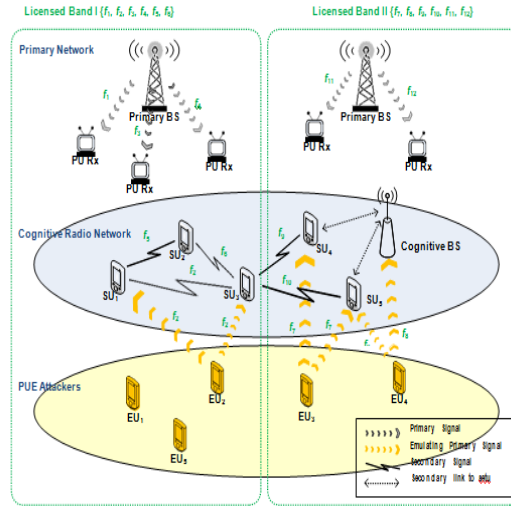 Licensed Band I {f1, f2, f3, f4, f5, f6}
Licensed Band II {f7, f8, f9, f10, f11, f12}
Primary Network
f1
f4
f3
f11
f12
Primary BS
Primary BS
PU Rx
PU Rx
PU Rx
PU Rx
PU Rx
Cognitive Radio Network
f5
f6
SU2
SU4
Cognitive BS
f2
SU1
SU3
f10
SU5
f2
f2
f7
f7
f8
PUE Attackers
EU1
EU2
EU3
EU4
EU5
Primary Signal
Emulating Primary Signal
Secondary Signal
Secondary link to